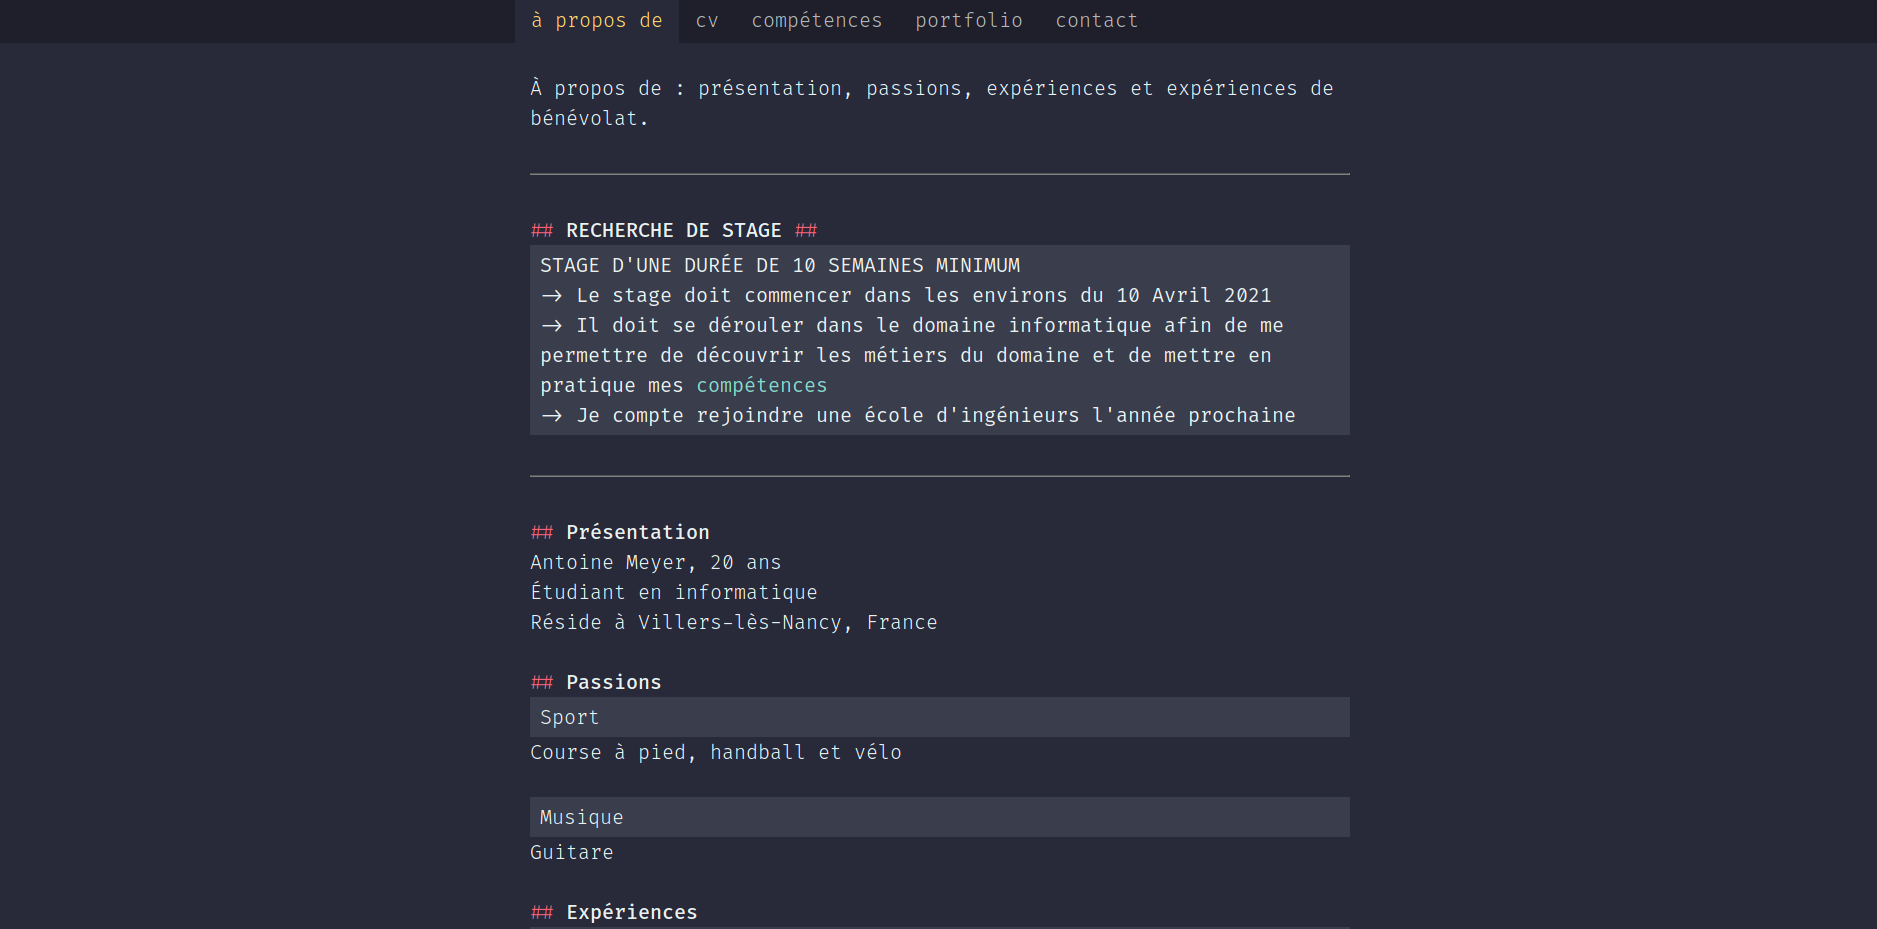 à propos de cv compétences portfolio contact
À propos de : présentation, passions, expériences et expériences de
bénévolat.
## RECHERCHE DE STAGE ##
STAGE D'UNE DURÉE DE 10 SEMAINES MINIMUM
-> Le stage doit commencer dans les environs du 10 Avril 2021
-> Il doit se dérouler dans le domaine informatique afin de me
permettre de découvrir les métiers du domaine et de mettre en
pratique mes compétences
-> Je compte rejoindre une école d'ingénieurs l'année prochaine
## Présentation
Antoine Meyer, 20 ans
Étudiant en informatique
Réside à Villers-lès-Nancy, France
## Passions
Sport
Course à pied, handball et vélo
Musique
Guitare
## Expériences